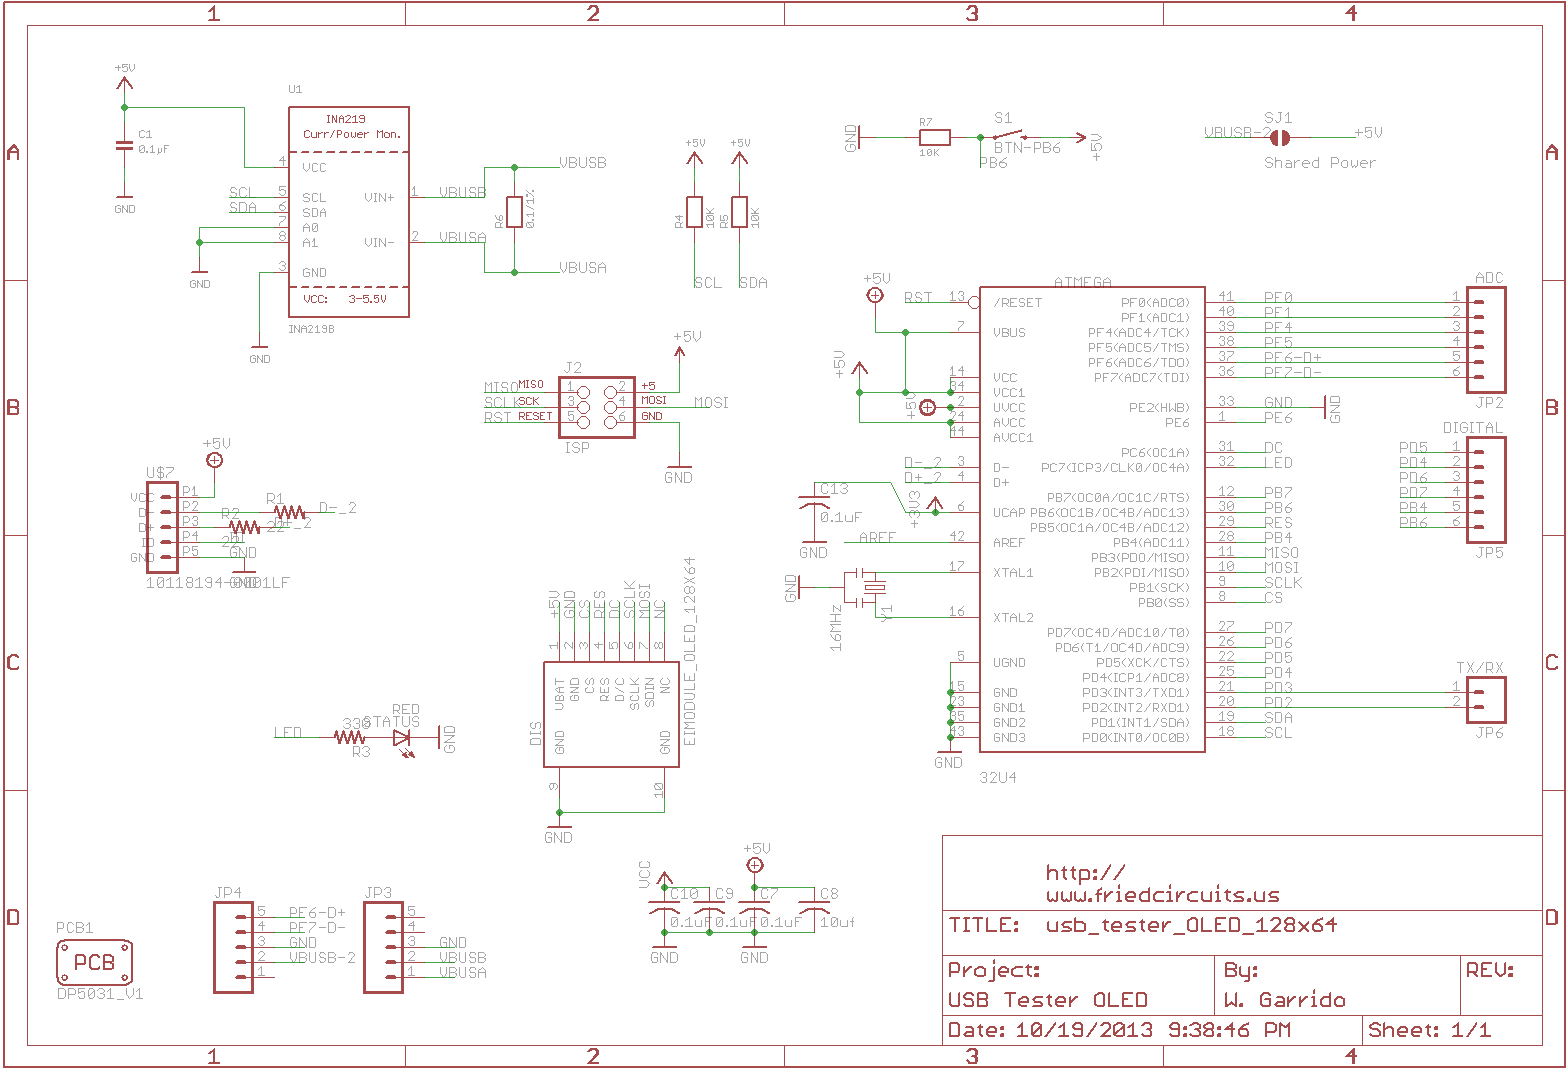 1 2 3 4
A
B
C
D
+5V
C1
0.1µF
GND
U1
INA219
Curr/Power Mon.
4 VCC
SCL 5 SCL
SDA 6 SDA
7 A0
8 A1
3 GND
VIN+ 1 VBUSB
VIN- 2 VBUSA
VCC: 3-5.5V
INA219B
GND
GND
VBUSB
R6
0.1/1%
VBUSA
+5V +5V
R4 10K
R5 10K
SCL SDA
GND
R7
10K
S1
BTN-PB6
PB6
+5V
SJ1
VBUSB-2
+5V
Shared Power
J2
+5V
MISO MISO 1 2 +5
SCLK SCK 3 4 MOSI MOSI
RST RESET 5 6 GND
ISP
GND
+5V
U$7
VCC P1
D- P2
D+ P3
ID P4
GND P5
R1
D-_2
R2
22
D+_2
GND
GND
10118194-0001LF
ATMEGA
+5V
+5V
+5V
RST 13 /RESET
7 VBUS
14 VCC
34 VCC1
2 UVCC
24 AVCC
44 AVCC1
D-_2 3 D-
D+_2 4 D+
C13
0.1uF
GND
+3V3
6 UCAP
AREF 42 AREF
17 XTAL1
16 XTAL2
GND
16MHz
Y1
5 UGND
15 GND
23 GND1
35 GND2
43 GND3
GND
32U4
PF0(ADC0) 41 PF0
PF1(ADC1) 40 PF1
PF4(ADC4/TCK) 39 PF4
PF5(ADC5/TMS) 38 PF5
PF6(ADC6/TDO) 37 PF6-D+
PF7(ADC7(TDI) 36 PF7-D-
PE2(HWB) 33 GND GND
PE6 1 PE6
PC6(OC1A) 31 DC
PC7(ICP3/CLK0/OC4A) 32 LED
PB7(OC0A/OC1C/RTS) 12 PB7
PB6(OC1B/OC4B/ADC13) 30 PB6
PB5(OC1A/OC4B/ADC12) 29 RES
PB4(ADC11) 28 PB4
PB3(PDO/MISO) 11 MISO
PB2(PDI/MISO) 10 MOSI
PB1(SCK) 9 SCLK
PB0(SS) 8 CS
PD7(OC4D/ADC10/T0) 27 PD7
PD6(T1/OC4D/ADC9) 26 PD6
PD5(XCK/CTS) 22 PD5
PD4(ICP1/ADC8) 25 PD4
PD3(INT3/TXD1) 21 PD3
PD2(INT2/RXD1) 20 PD2
PD1(INT1/SDA) 19 SDA
PD0(INT0/OC0B) 18 SCL
ADC
1
2
3
4
5
6
JP2
DIGITAL
PD5 1
PD4 2
PD6 3
PD7 4
PB4 5
PB6 6
JP5
TX/RX
1
2
JP6
+5V GND CS RES DC SCLK MOSI NC
1 2 3 4 5 6 7 8
VBAT GND CS RES D/C SCLK SDIN NC
GND GND
9 10
DIS
EIMODULE_OLED_128X64
GND
LED
330
R3
RED
STATUS
GND
VCC
+5V
C10 C9 C7 C8
0.1uF 0.1uF 0.1uF 10uf
GND GND
PCB1
PCB
DP5031_V1
JP4
5 PE6-D+
4 PE7-D-
3 GND
2 VBUSB-2
1
JP3
5
4
3 GND
2 VBUSB
1 VBUSA
http://
www.friedcircuits.us
TITLE: usb_tester_OLED_128x64
Project:
USB Tester OLED
By:
W. Garrido
REV:
Date: 10/19/2013 9:38:46 PM
Sheet: 1/1
A
B
C
D
1 2 3 4